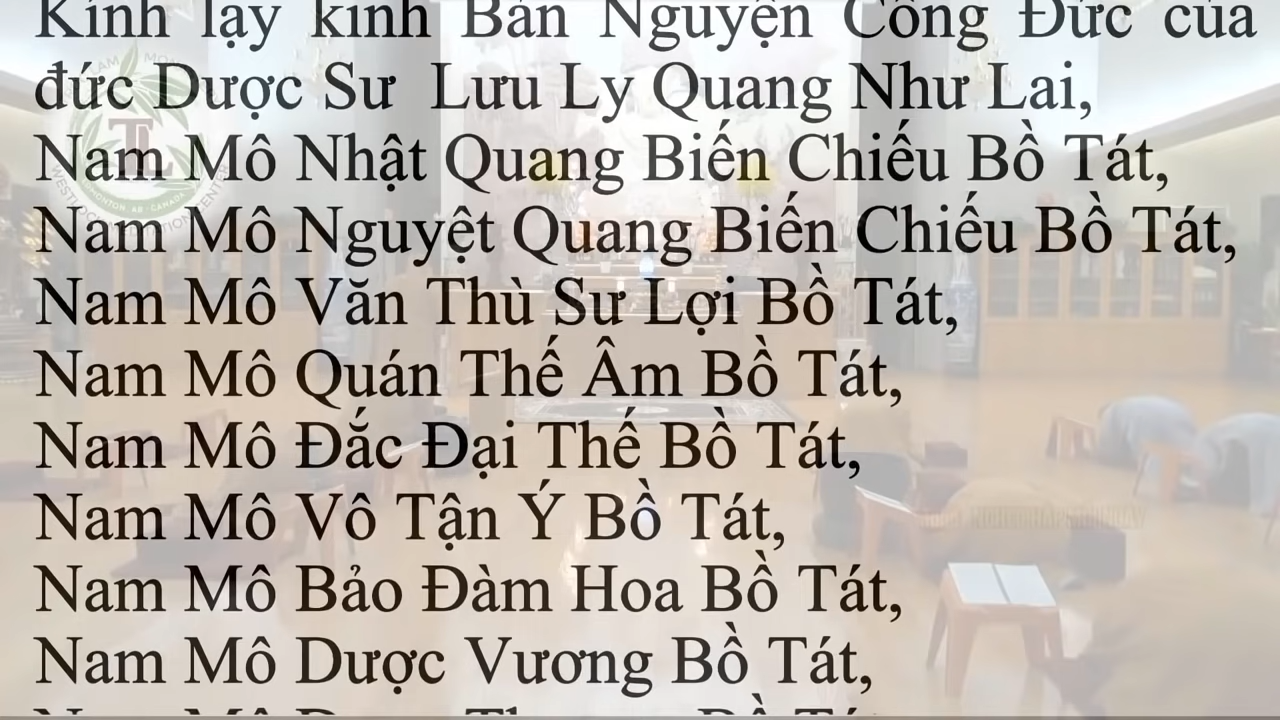 Kính lạy kinh Bản Nguyện Công Đức của
đức Dược Sư Lưu Ly Quang Như Lai,
Nam Mô Nhật Quang Biến Chiếu Bồ Tát,
Nam Mô Nguyệt Quang Biến Chiếu Bồ Tát,
Nam Mô Văn Thù Sư Lợi Bồ Tát,
Nam Mô Quán Thế Âm Bồ Tát,
Nam Mô Đắc Đại Thế Bồ Tát,
Nam Mô Vô Tận Ý Bồ Tát,
Nam Mô Bảo Đàm Hoa Bồ Tát,
Nam Mô Dược Vương Bồ Tát,